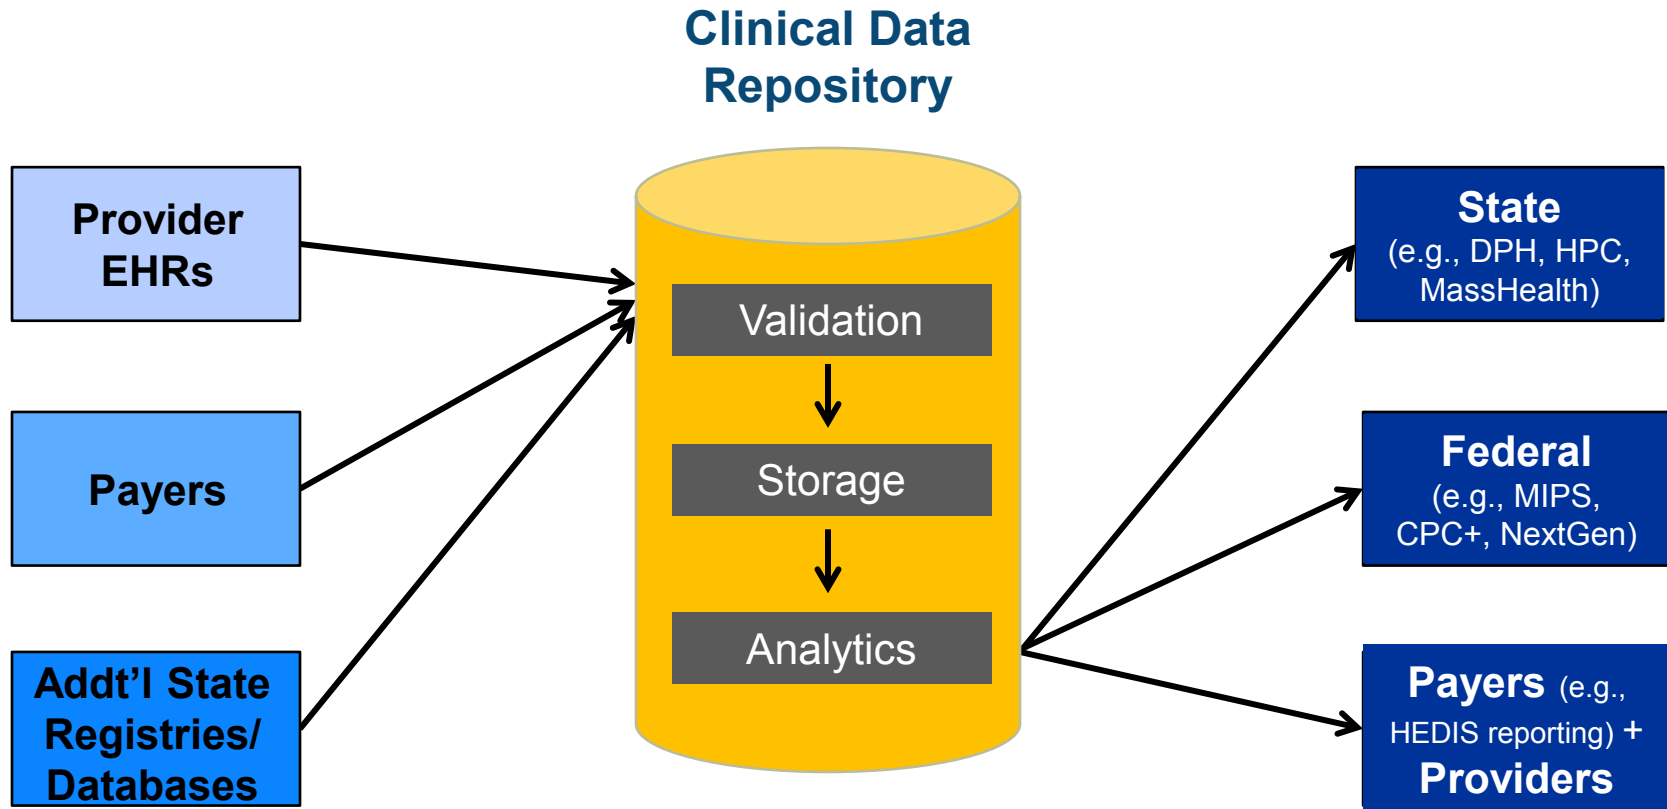 Clinical Data
Repository
Provider
EHRs
Payers
Addt'l State
Registries/
Databases
Validation
Storage
Analytics
State
(e.g., DPH, HPC,
MassHealth)
Federal
(e.g., MIPS,
CPC+, NextGen)
Payers (e.g.,
HEDIS reporting) +
Providers